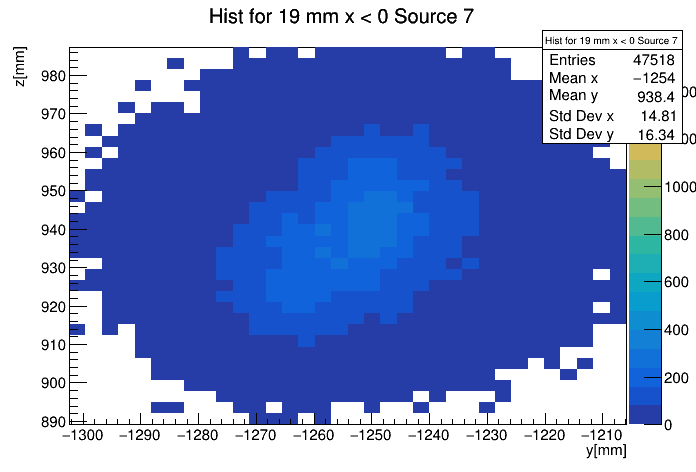 Hist for 19 mm x < 0 Source 7
z[mm]
Hist for 19 mm x < 0 Source 7
Entries 47518
Mean x −1254
Mean y 938.4
Std Dev x 14.81
Std Dev y 16.34
980
970
960
950
940
930
920
910
900
890
1000
800
600
400
200
0
−1300 −1290 −1280 −1270 −1260 −1250 −1240 −1230 −1220 −1210
y[mm]